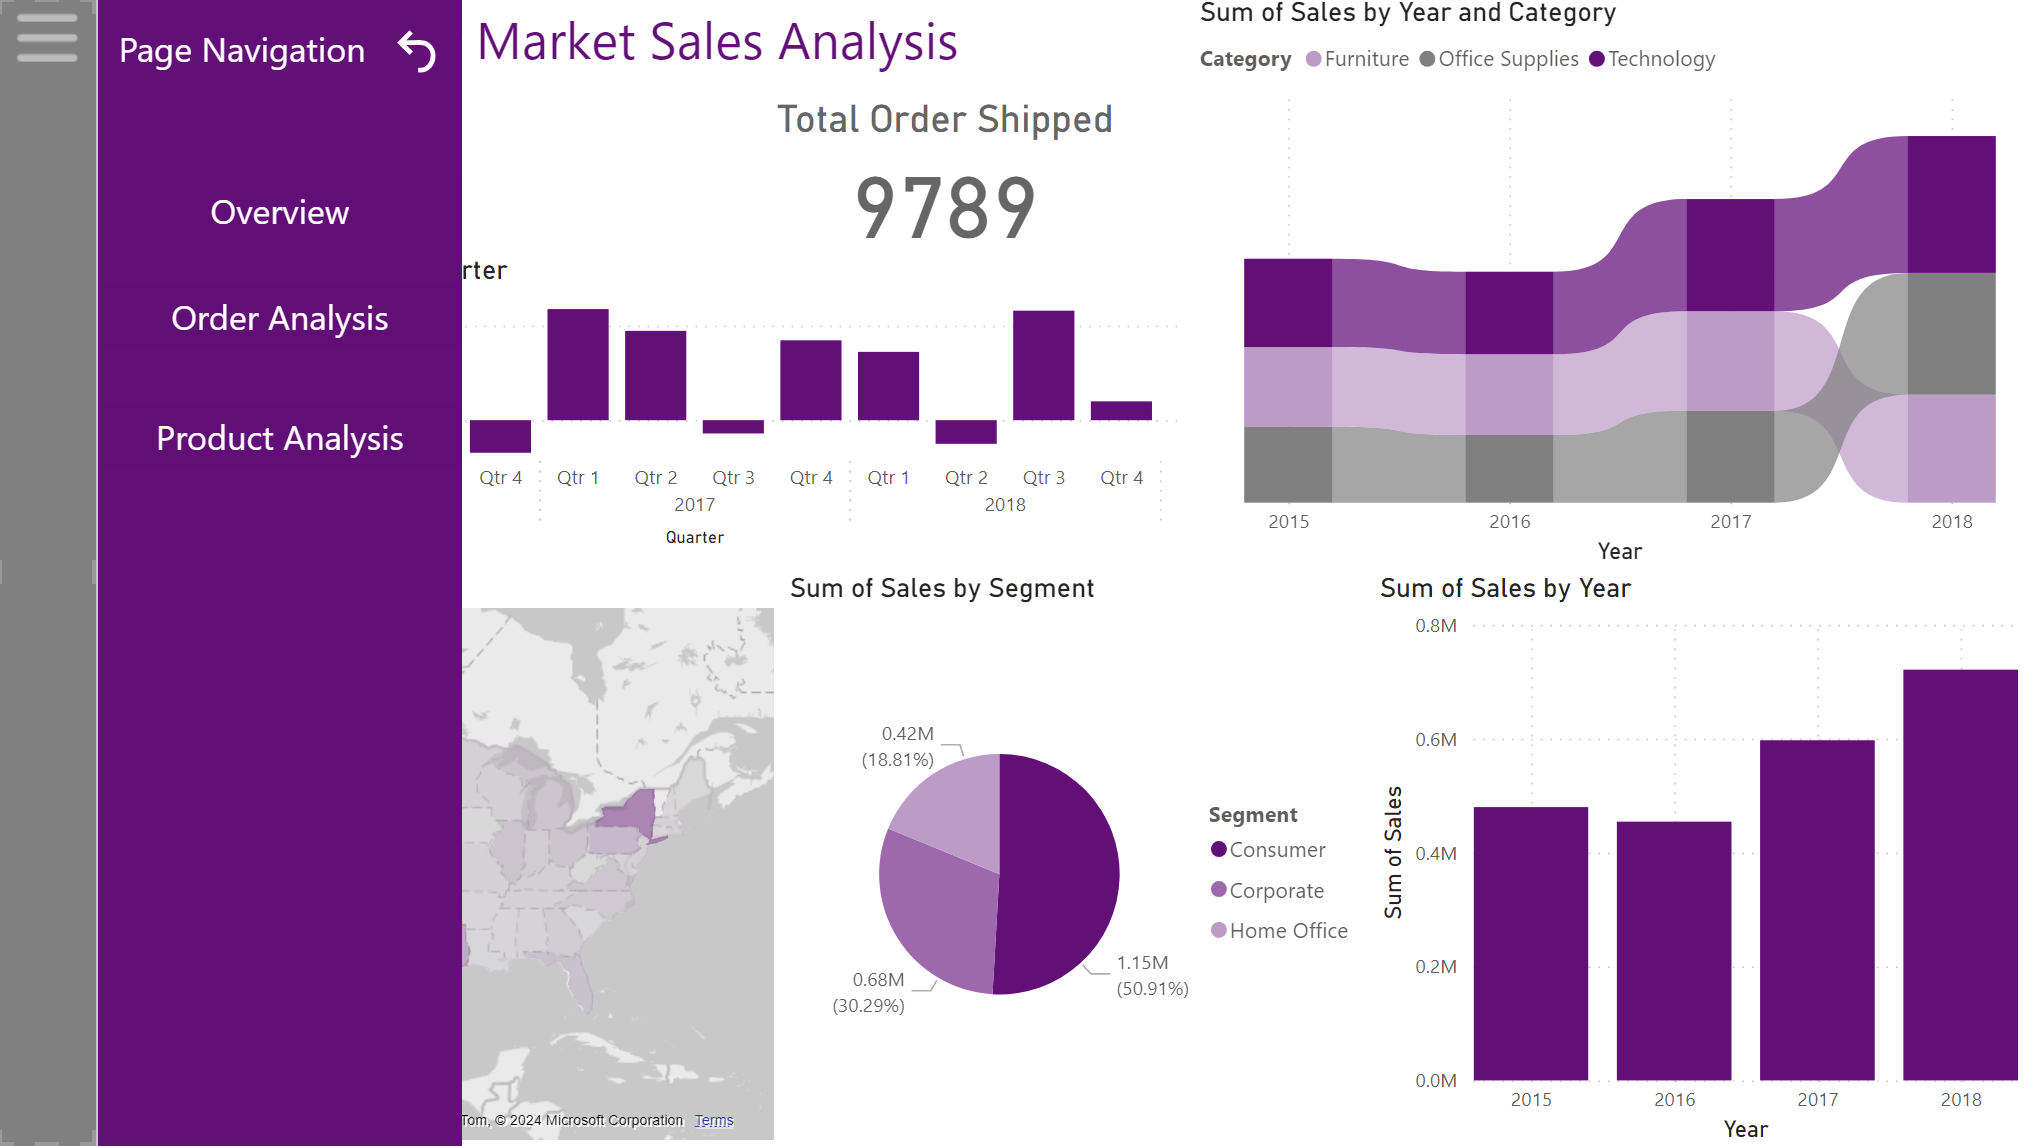 Page Navigation
Overview
Order Analysis
Product Analysis
Market Sales Analysis
Total Order Shipped
9789
rter
Qtr 4 Qtr 1 Qtr 2 Qtr 3 Qtr 4 Qtr 1 Qtr 2 Qtr 3 Qtr 4
2017 2018
Quarter
Sum of Sales by Year and Category
Category Furniture Office Supplies Technology
2015 2016 2017 2018
Year
Tom, © 2024 Microsoft Corporation Terms
Sum of Sales by Segment
0.42M
(18.81%)
0.68M
(30.29%)
1.15M
(50.91%)
Segment
Consumer
Corporate
Home Office
Sum of Sales by Year
Sum of Sales
0.8M
0.6M
0.4M
0.2M
0.0M
2015 2016 2017 2018
Year